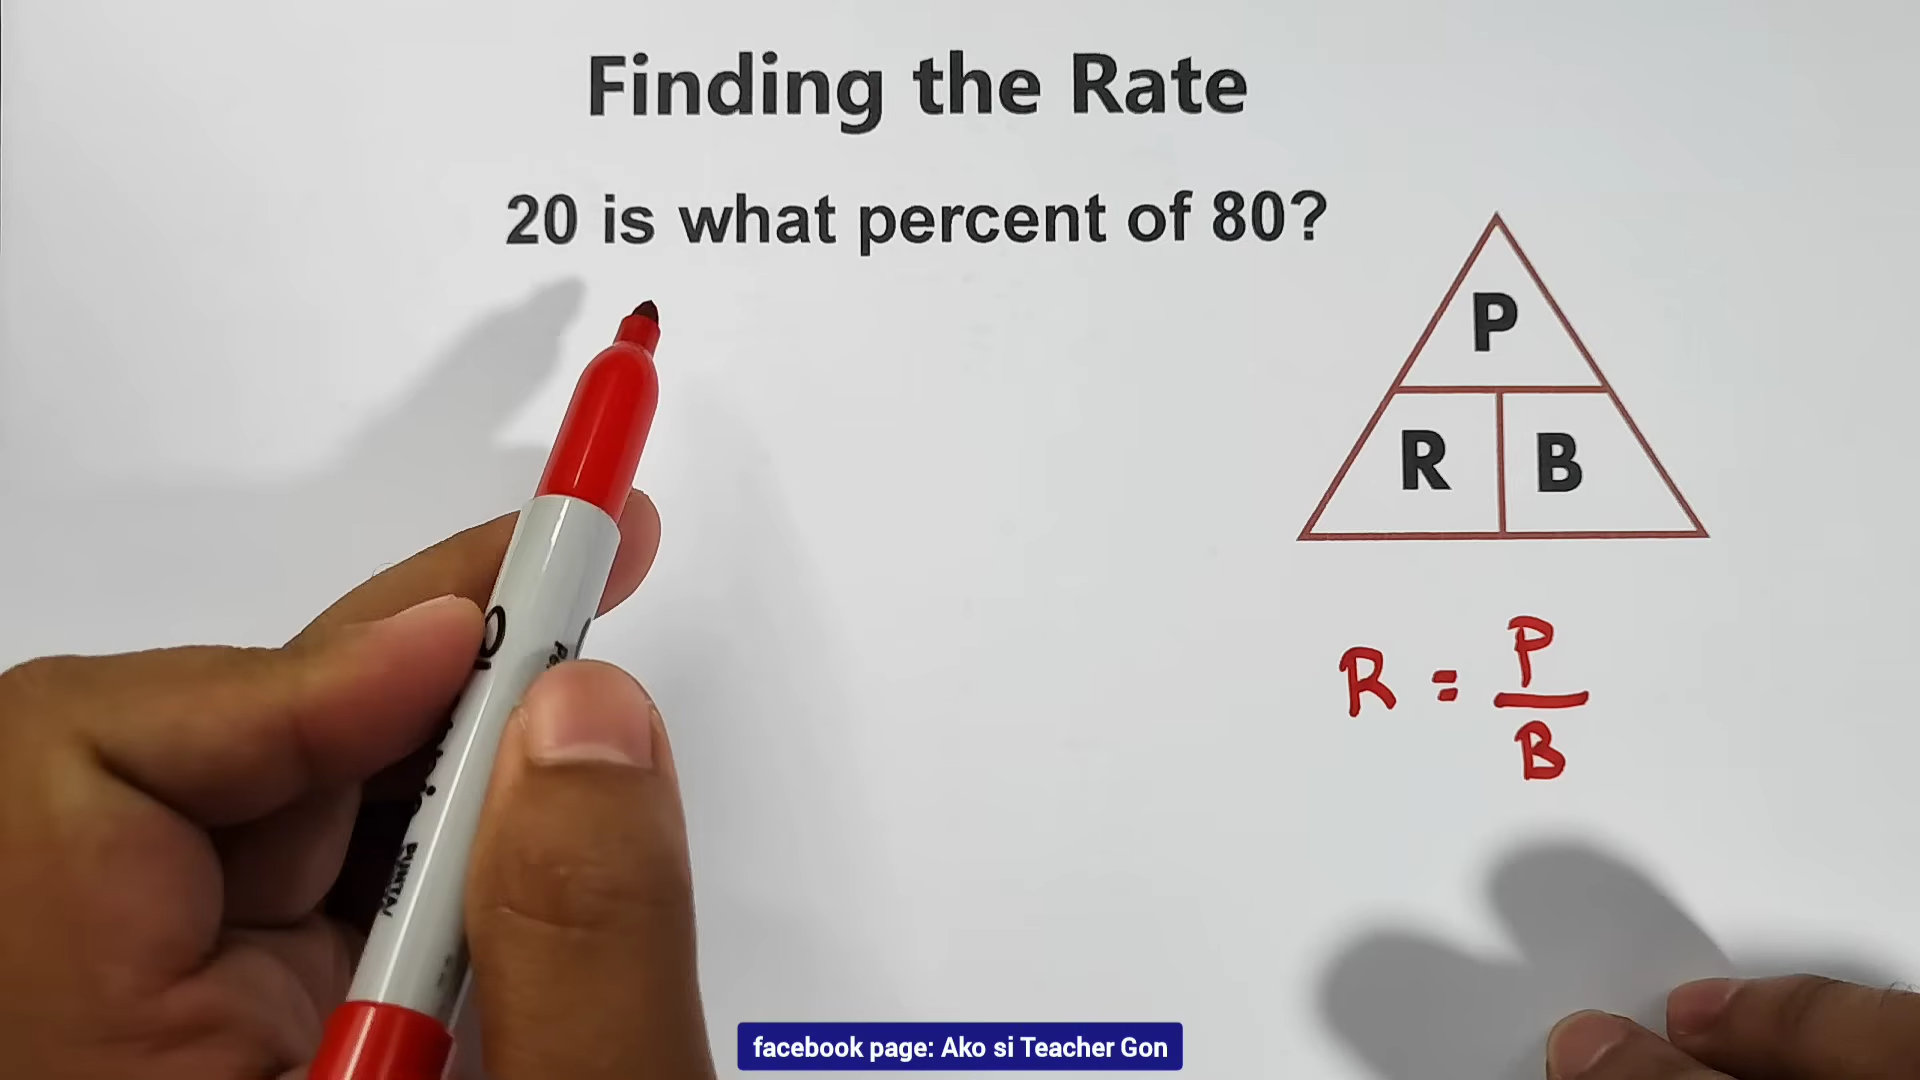 Finding the Rate
20 is what percent of 80?
P
R B
R = P
B
facebook page: Ako si Teacher Gon